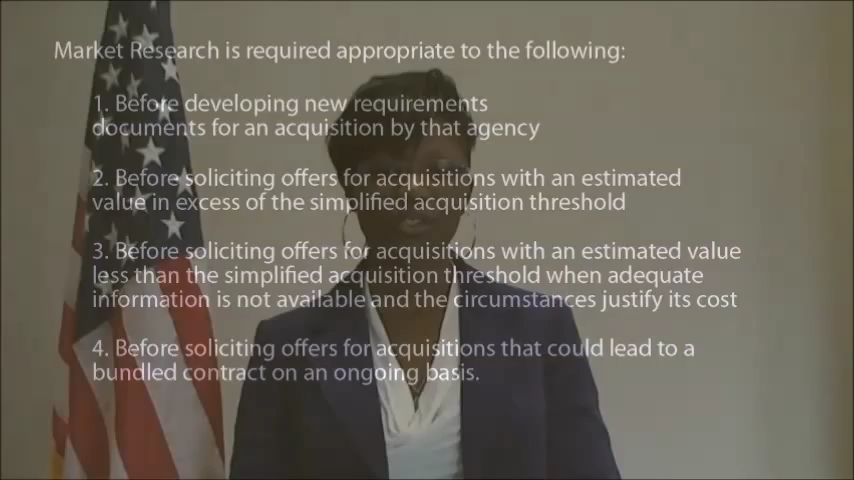 Market Research is required appropriate to the following:
1. Before developing new requirements
documents for an acquisition by that agency
2. Before soliciting offers for acquisitions with an estimated
value in excess of the simplified acquisition threshold
3. Before soliciting offers for acquisitions with an estimated value
less than the simplified acquisition threshold when adequate
information is not available and the circumstances justify its cost
4. Before soliciting offers for acquisitions that could lead to a
bundled contract on an ongoing basis.